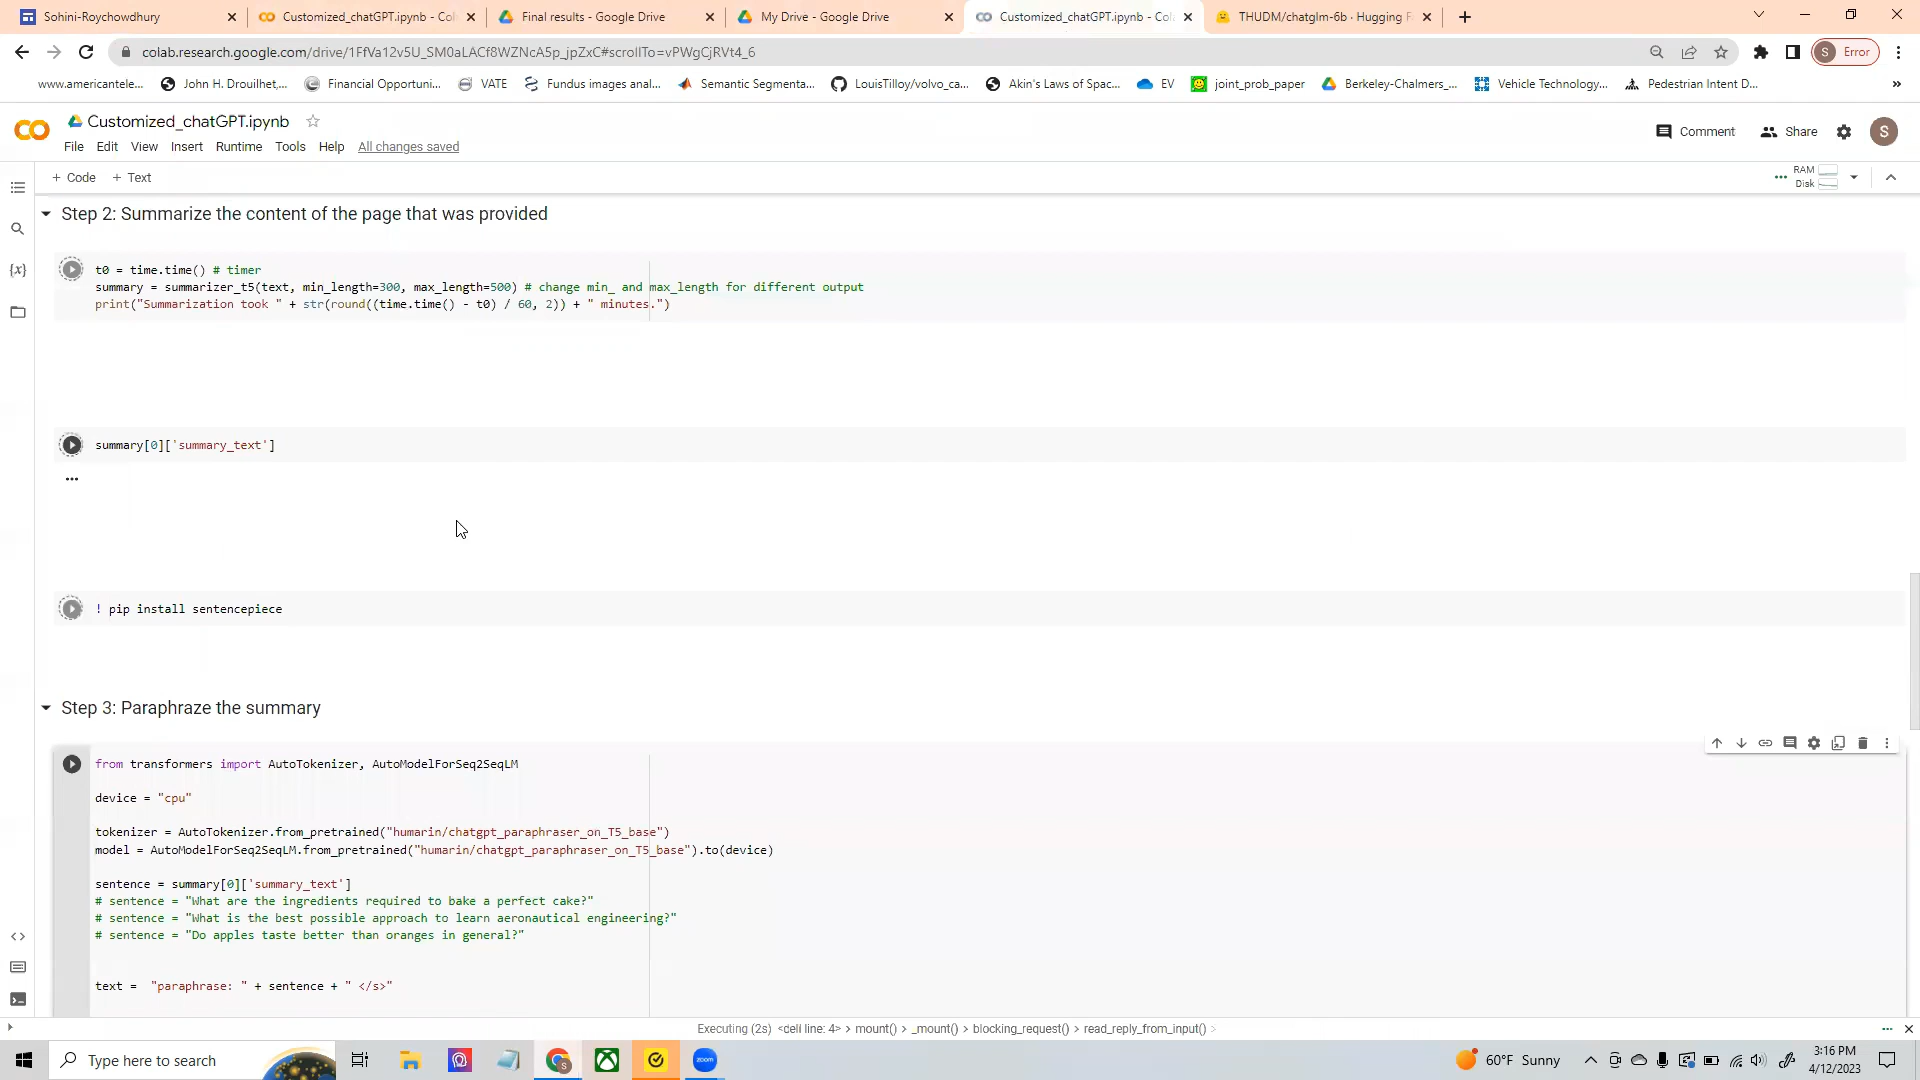 Sohini-Roychowdhury
Customized_chatGPT.ipynb - Col
Final results - Google Drive
My Drive - Google Drive
Customized_chatGPT.ipynb - Col
THUDM/chatglm-6b · Hugging F
colab.research.google.com/drive/1FfVa12v5U_SM0aLACf8WZNcA5p_jpZxC#scrollTo=vPWgCjRVt4_6
S Error
www.americantele...
John H. Drouilhet,...
Financial Opportuni...
VATE
Fundus images anal...
Semantic Segmenta...
LouisTilloy/volvo_ca...
Akin's Laws of Spac...
EV
joint_prob_paper
Berkeley-Chalmers_...
Vehicle Technology...
Pedestrian Intent D...
»
CO
Customized_chatGPT.ipynb
Comment
Share
S
File Edit View Insert Runtime Tools Help All changes saved
+ Code + Text
RAM
Disk
Step 2: Summarize the content of the page that was provided
t0 = time.time() # timer
summary = summarizer_t5(text, min_length=300, max_length=500) # change min_ and max_length for different output
print("Summarization took " + str(round((time.time() - t0) / 60, 2)) + " minutes.")
summary[0]['summary_text']
...
! pip install sentencepiece
Step 3: Paraphraze the summary
from transformers import AutoTokenizer, AutoModelForSeq2SeqLM
device = "cpu"
tokenizer = AutoTokenizer.from_pretrained("humarin/chatgpt_paraphraser_on_T5_base")
model = AutoModelForSeq2SeqLM.from_pretrained("humarin/chatgpt_paraphraser_on_T5_base").to(device)
sentence = summary[0]['summary_text']
# sentence = "What are the ingredients required to bake a perfect cake?"
# sentence = "What is the best possible approach to learn aeronautical engineering?"
# sentence = "Do apples taste better than oranges in general?"
text = "paraphrase: " + sentence + " </s>"
Executing (2s) <cell line: 4> > mount() > _mount() > blocking_request() > read_reply_from_input()
Type here to search
zoom
60°F Sunny
3:16 PM
4/12/2023